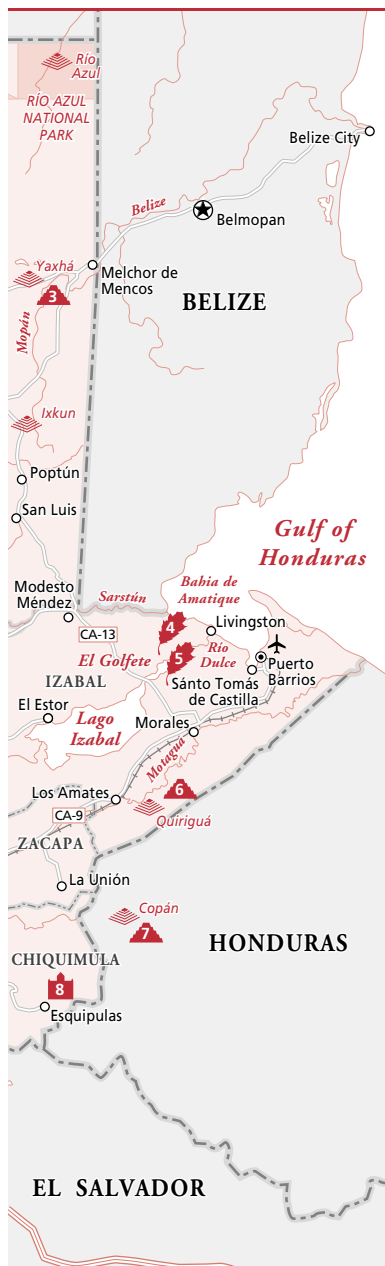 Río
Azul
RÍO AZUL
NATIONAL
PARK
Belize City
Belize
Belmopan
Yaxhá
Melchor de
Mencos
3
BELIZE
Mopán
Ixkun
Poptún
San Luis
Gulf of
Honduras
Modesto
Méndez
Sarstún
Bahia de
Amatique
CA-13
4
Livingston
El Golfete
5
Río
Dulce
Puerto
Barrios
IZABAL
Sánto Tomás
de Castilla
El Estor
Lago
Izabal
Morales
Motagua
Los Amates
6
CA-9
Quiriguá
ZACAPA
La Unión
Copán
7
HONDURAS
CHIQUIMULA
8
Esquipulas
EL SALVADOR